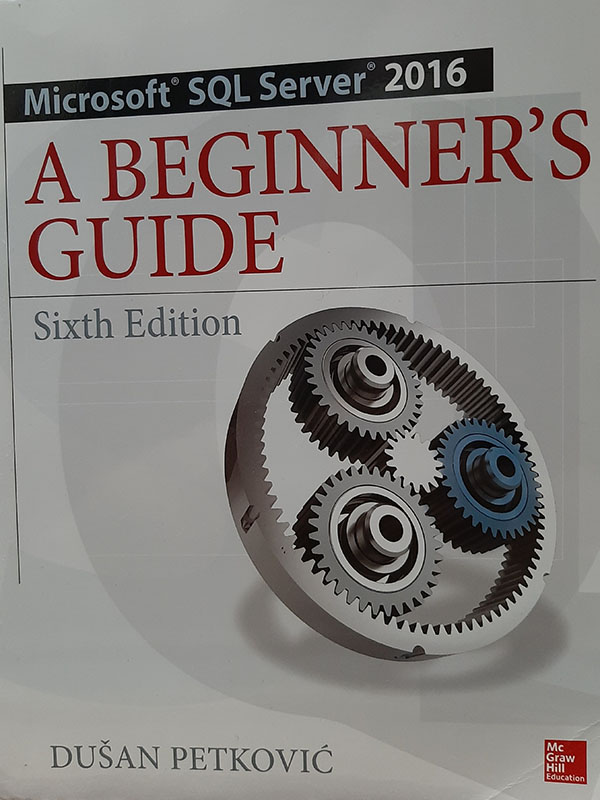 Microsoft® SQL Server® 2016
A BEGINNER'S
GUIDE
Sixth Edition
DUŠAN PETKOVIĆ
Mc
Graw
Hill
Education